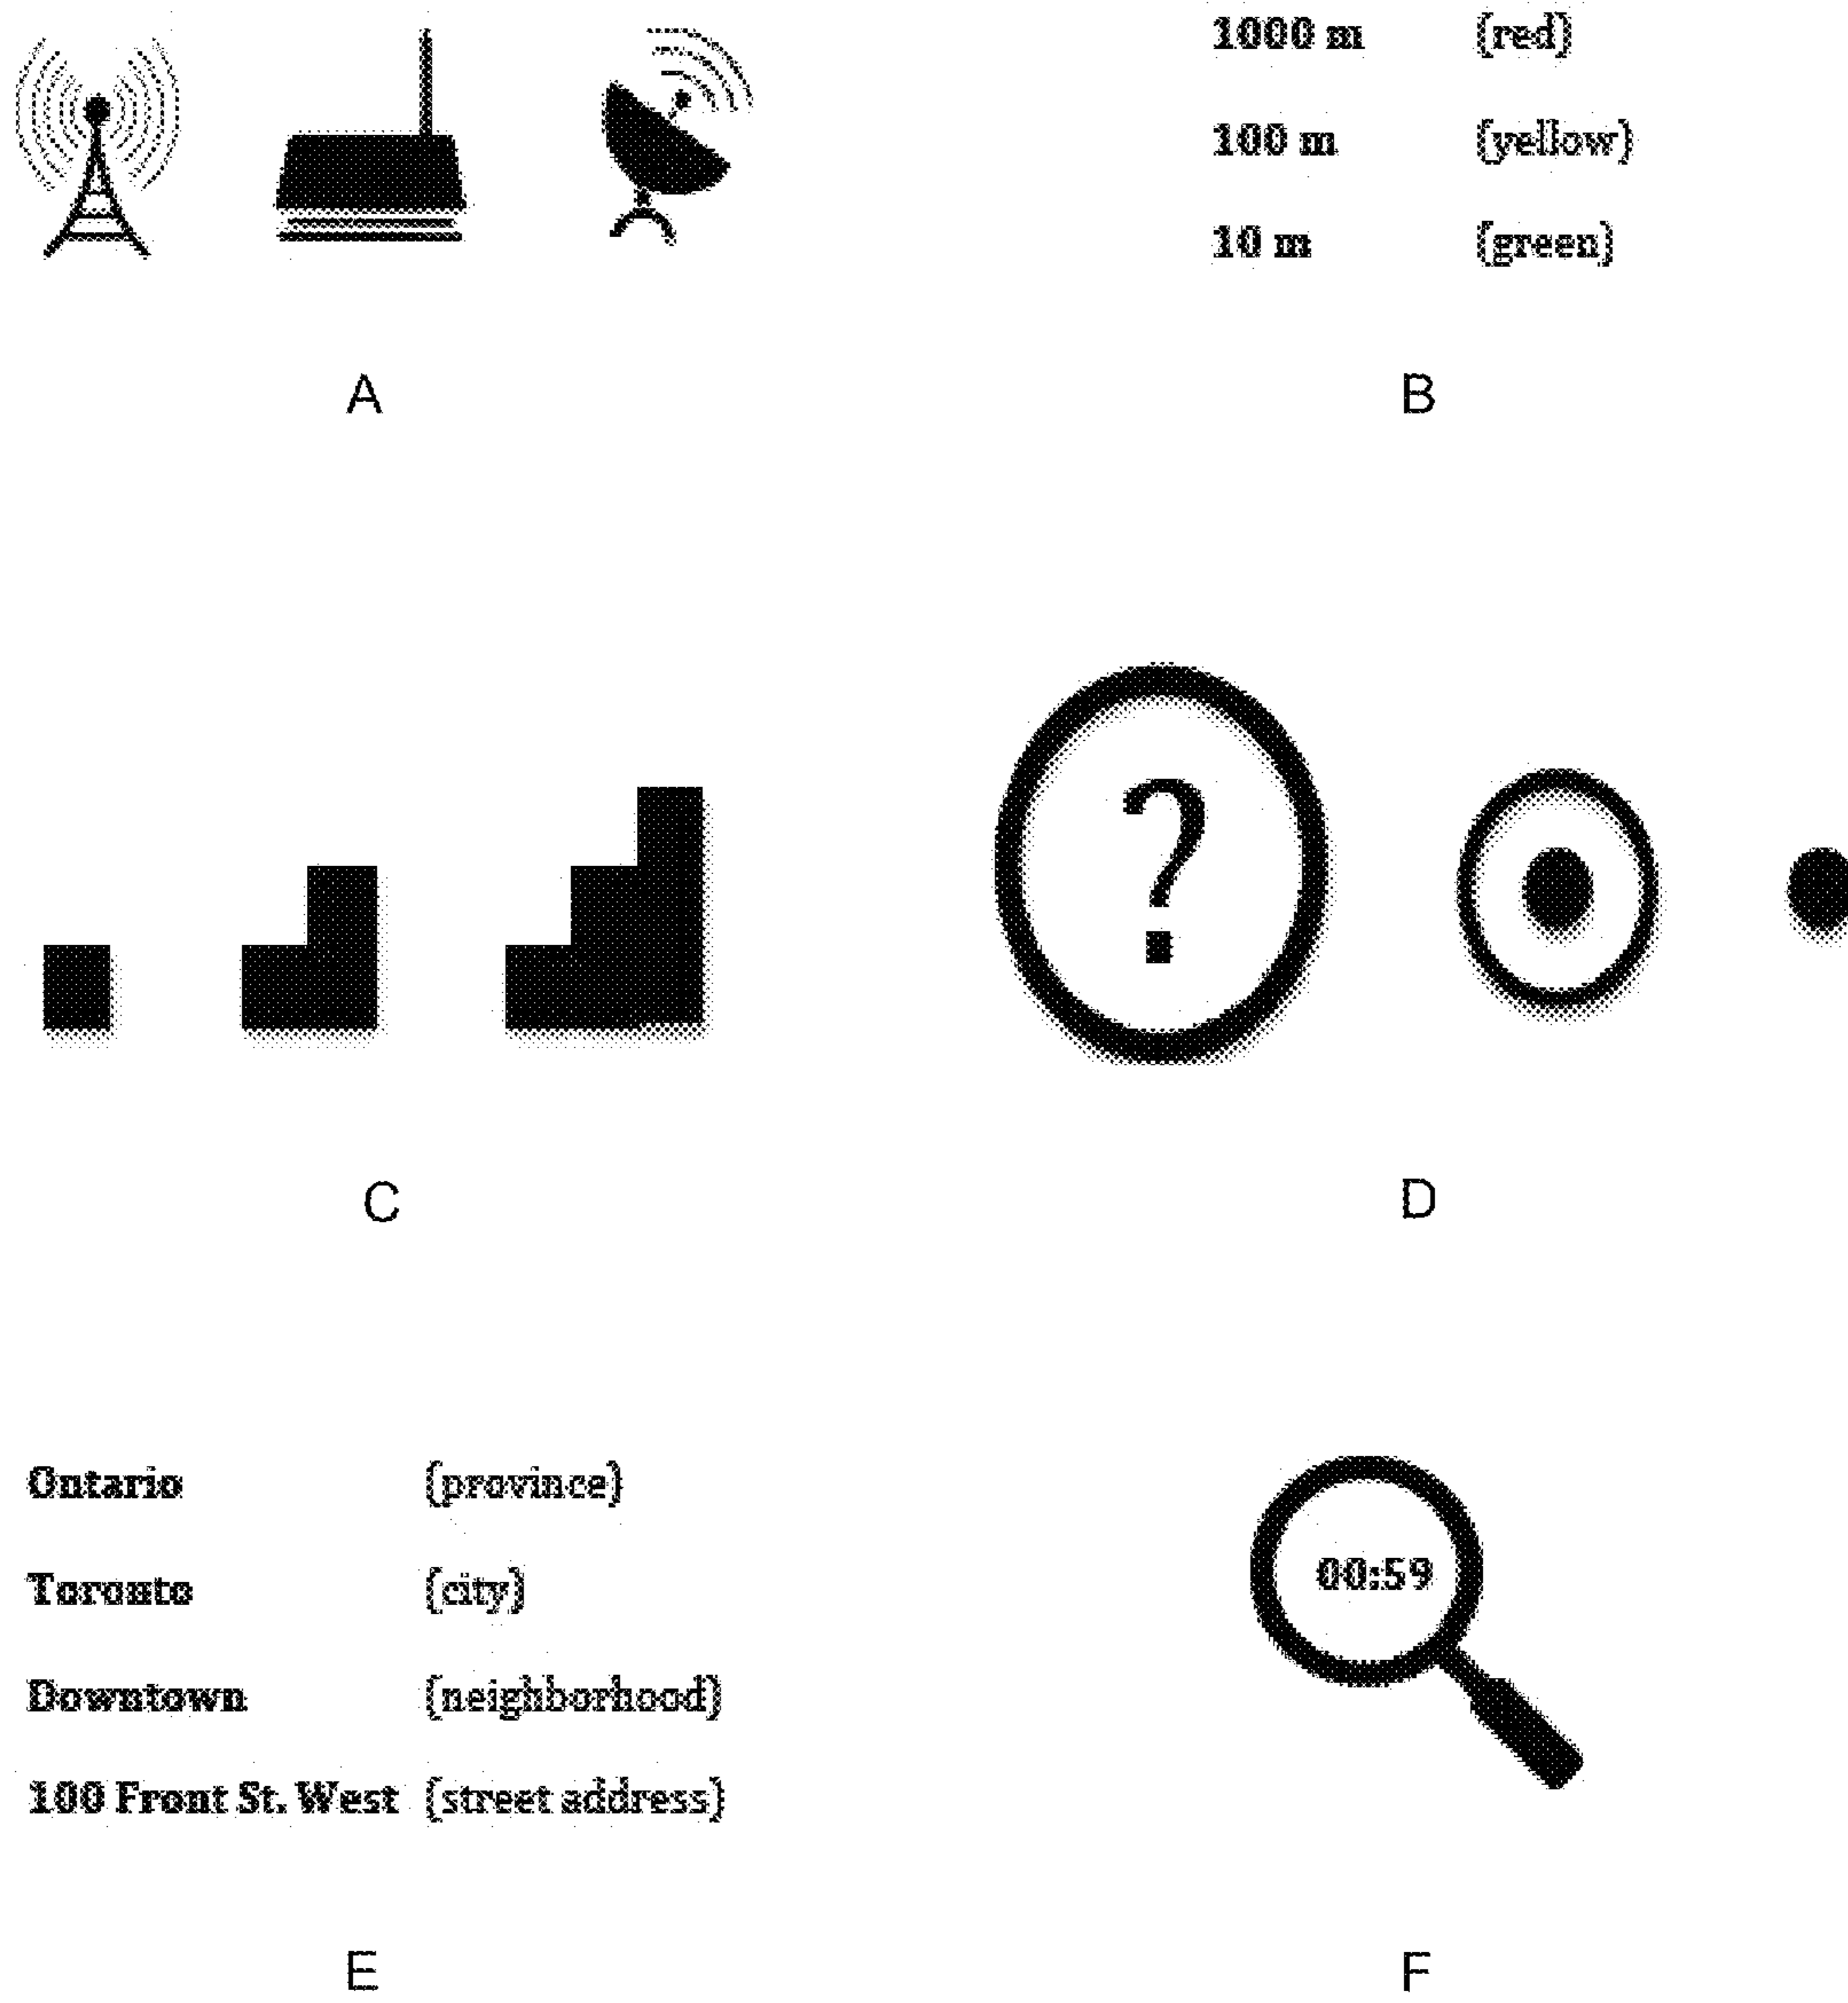 1000 m (red)
100 m (yellow)
10 m (green)
A
B
?
C
D
Ontario (province)
Toronto (city)
Downtown (neighborhood)
100 Front St. West (street address)
00:59
E
F